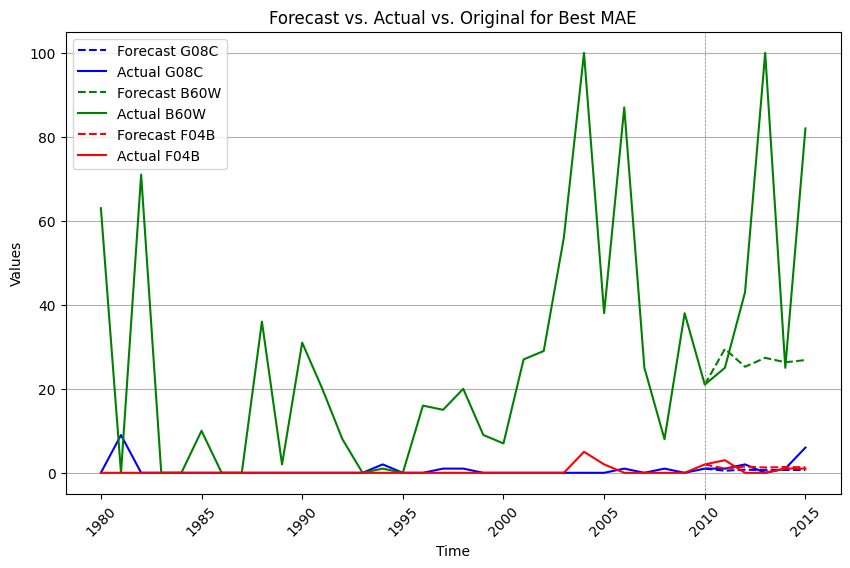 Forecast vs. Actual vs. Original for Best MAE
Forecast G08C
Actual G08C
Forecast B60W
Actual B60W
Forecast F04B
Actual F04B
100
80
60
40
20
0
Values
1980
1985
1990
1995
2000
2005
2010
2015
Time